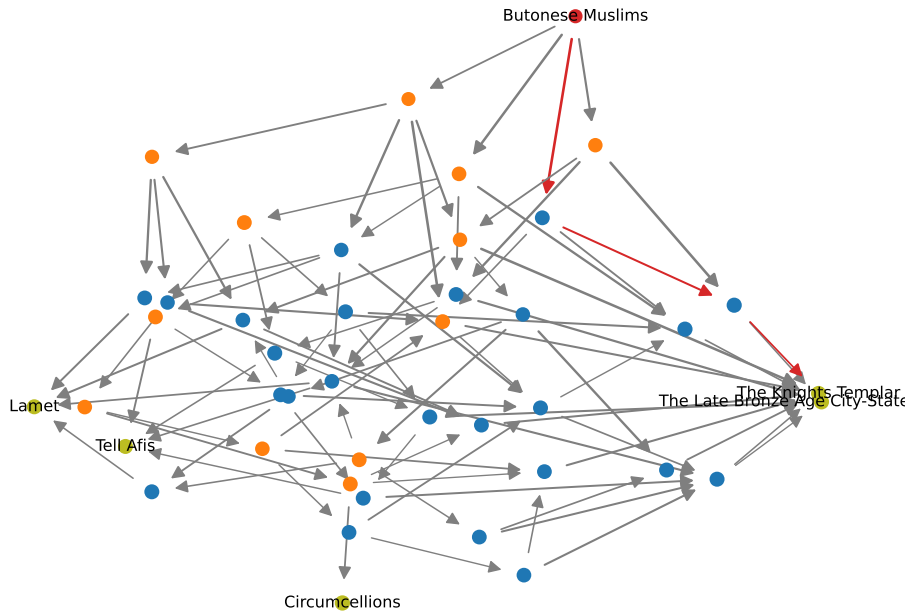 Butonese Muslims
The Knights Templar
The Late Bronze Age City-State
Lamet
Tell Afis
Circumcellions